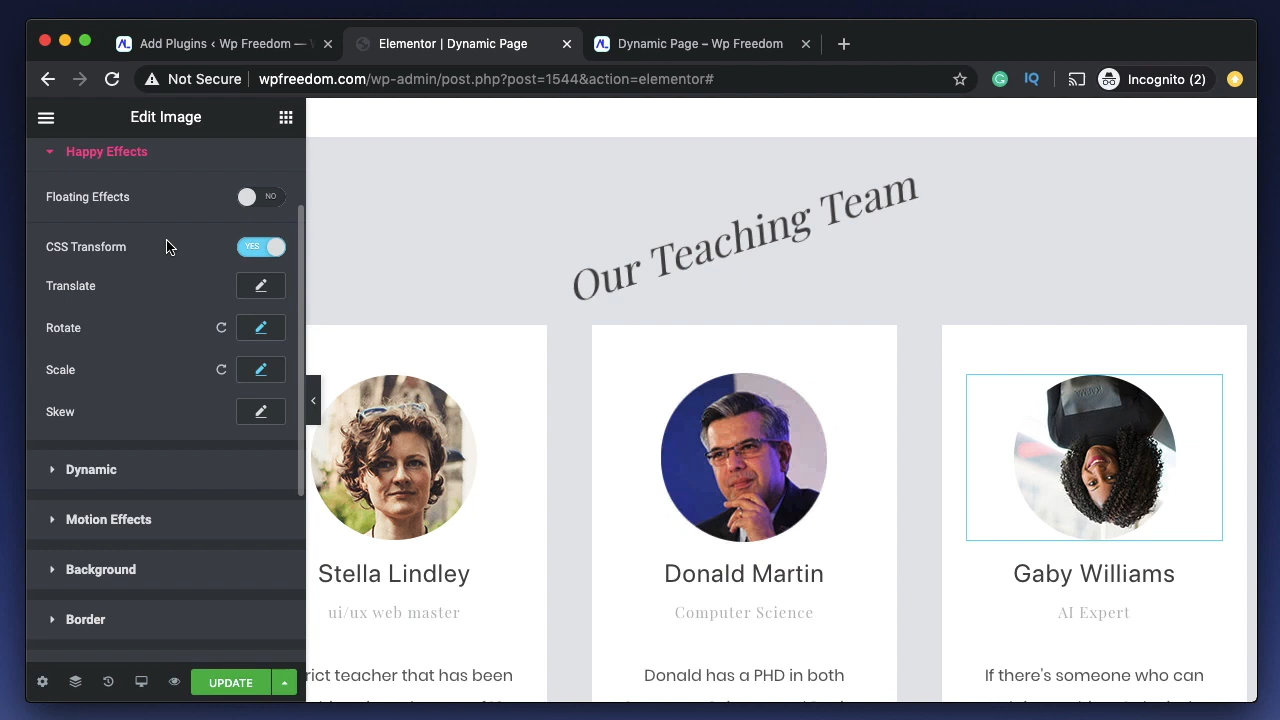 Add Plugins ‹ Wp Freedom —
Elementor | Dynamic Page
Dynamic Page – Wp Freedom
Not Secure
wpfreedom.com/wp-admin/post.php?post=1544&action=elementor#
IQ
Incognito (2)
Edit Image
Happy Effects
Floating Effects
NO
CSS Transform
YES
Translate
Rotate
Scale
Skew
Dynamic
Motion Effects
Background
Border
UPDATE
Our Teaching Team
Stella Lindley
Donald Martin
Gaby Williams
ui/ux web master
Computer Science
AI Expert
rict teacher that has been
Donald has a PHD in both
If there's someone who can